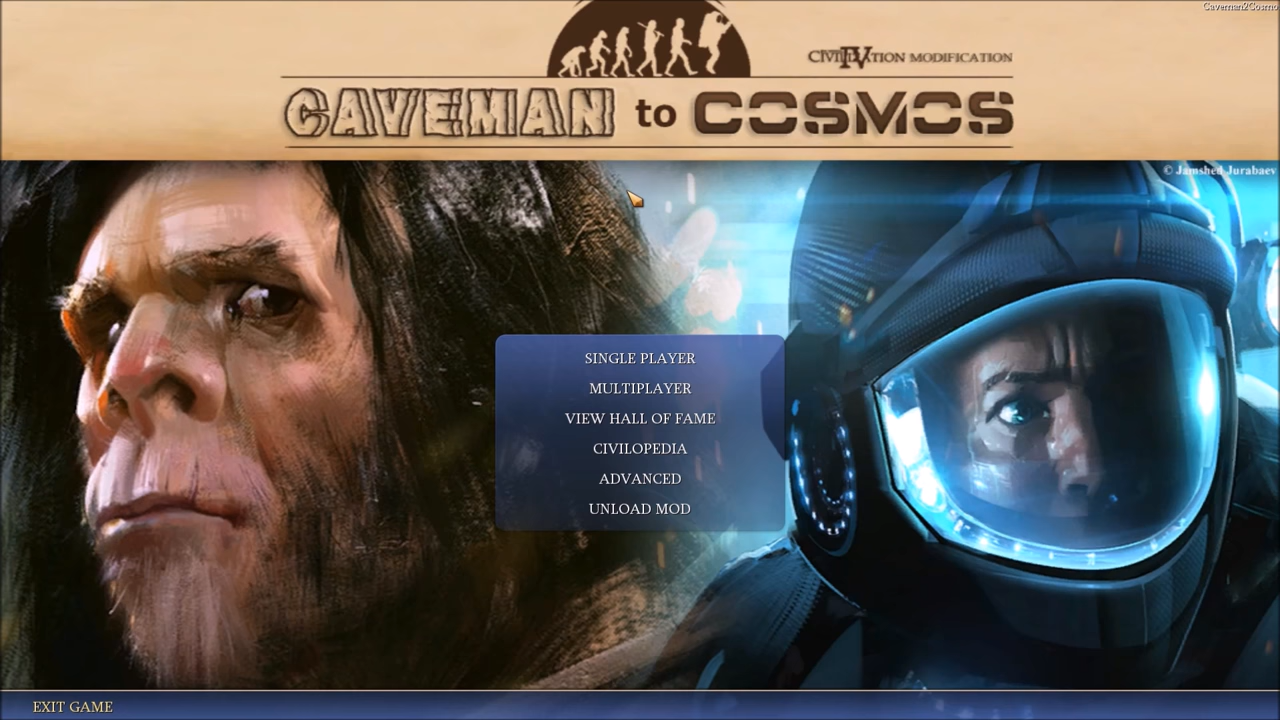 Caveman2Cosmo
CIVILIZATION IV MODIFICATION
CAVEMAN to COSMOS
© Jamshed Jurabaev
SINGLE PLAYER
MULTIPLAYER
VIEW HALL OF FAME
CIVILOPEDIA
ADVANCED
UNLOAD MOD
EXIT GAME